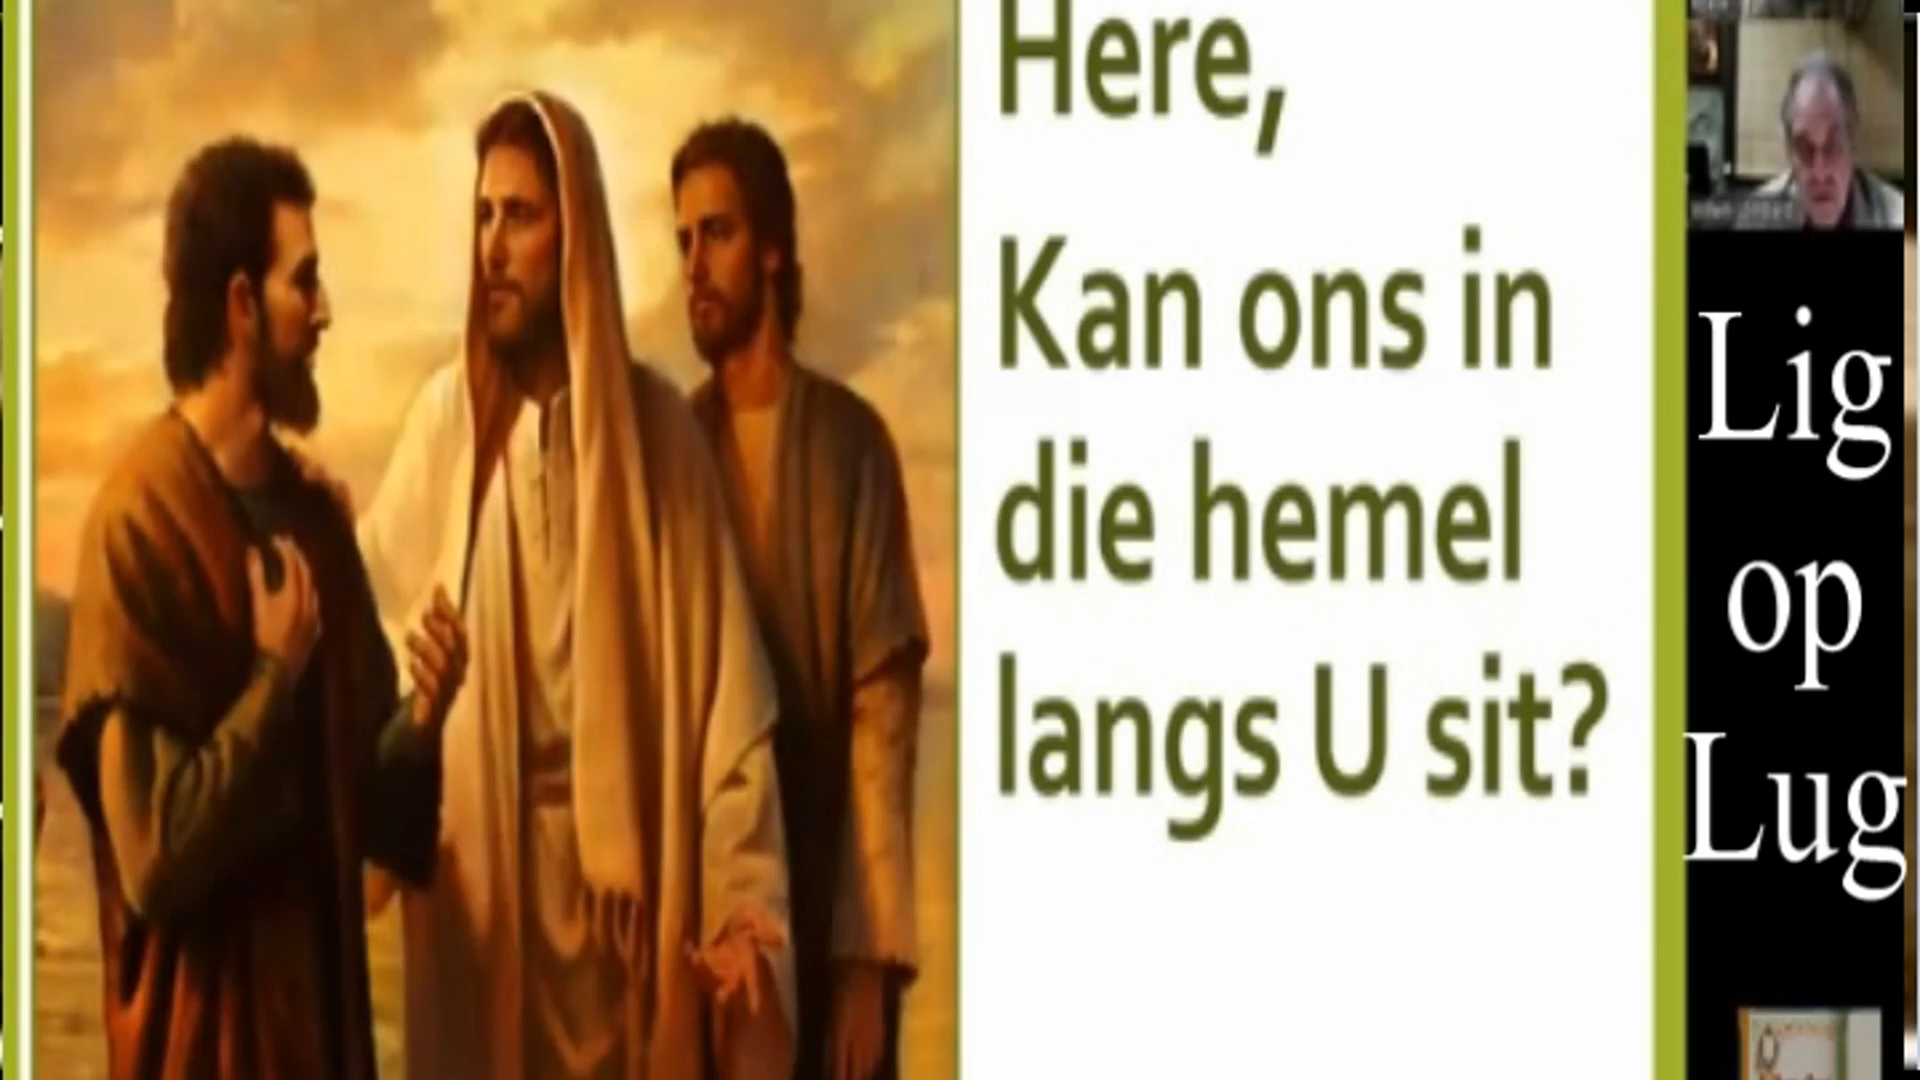 Here,
Kan ons in
die hemel
langs U sit?
Lig
op
Lug